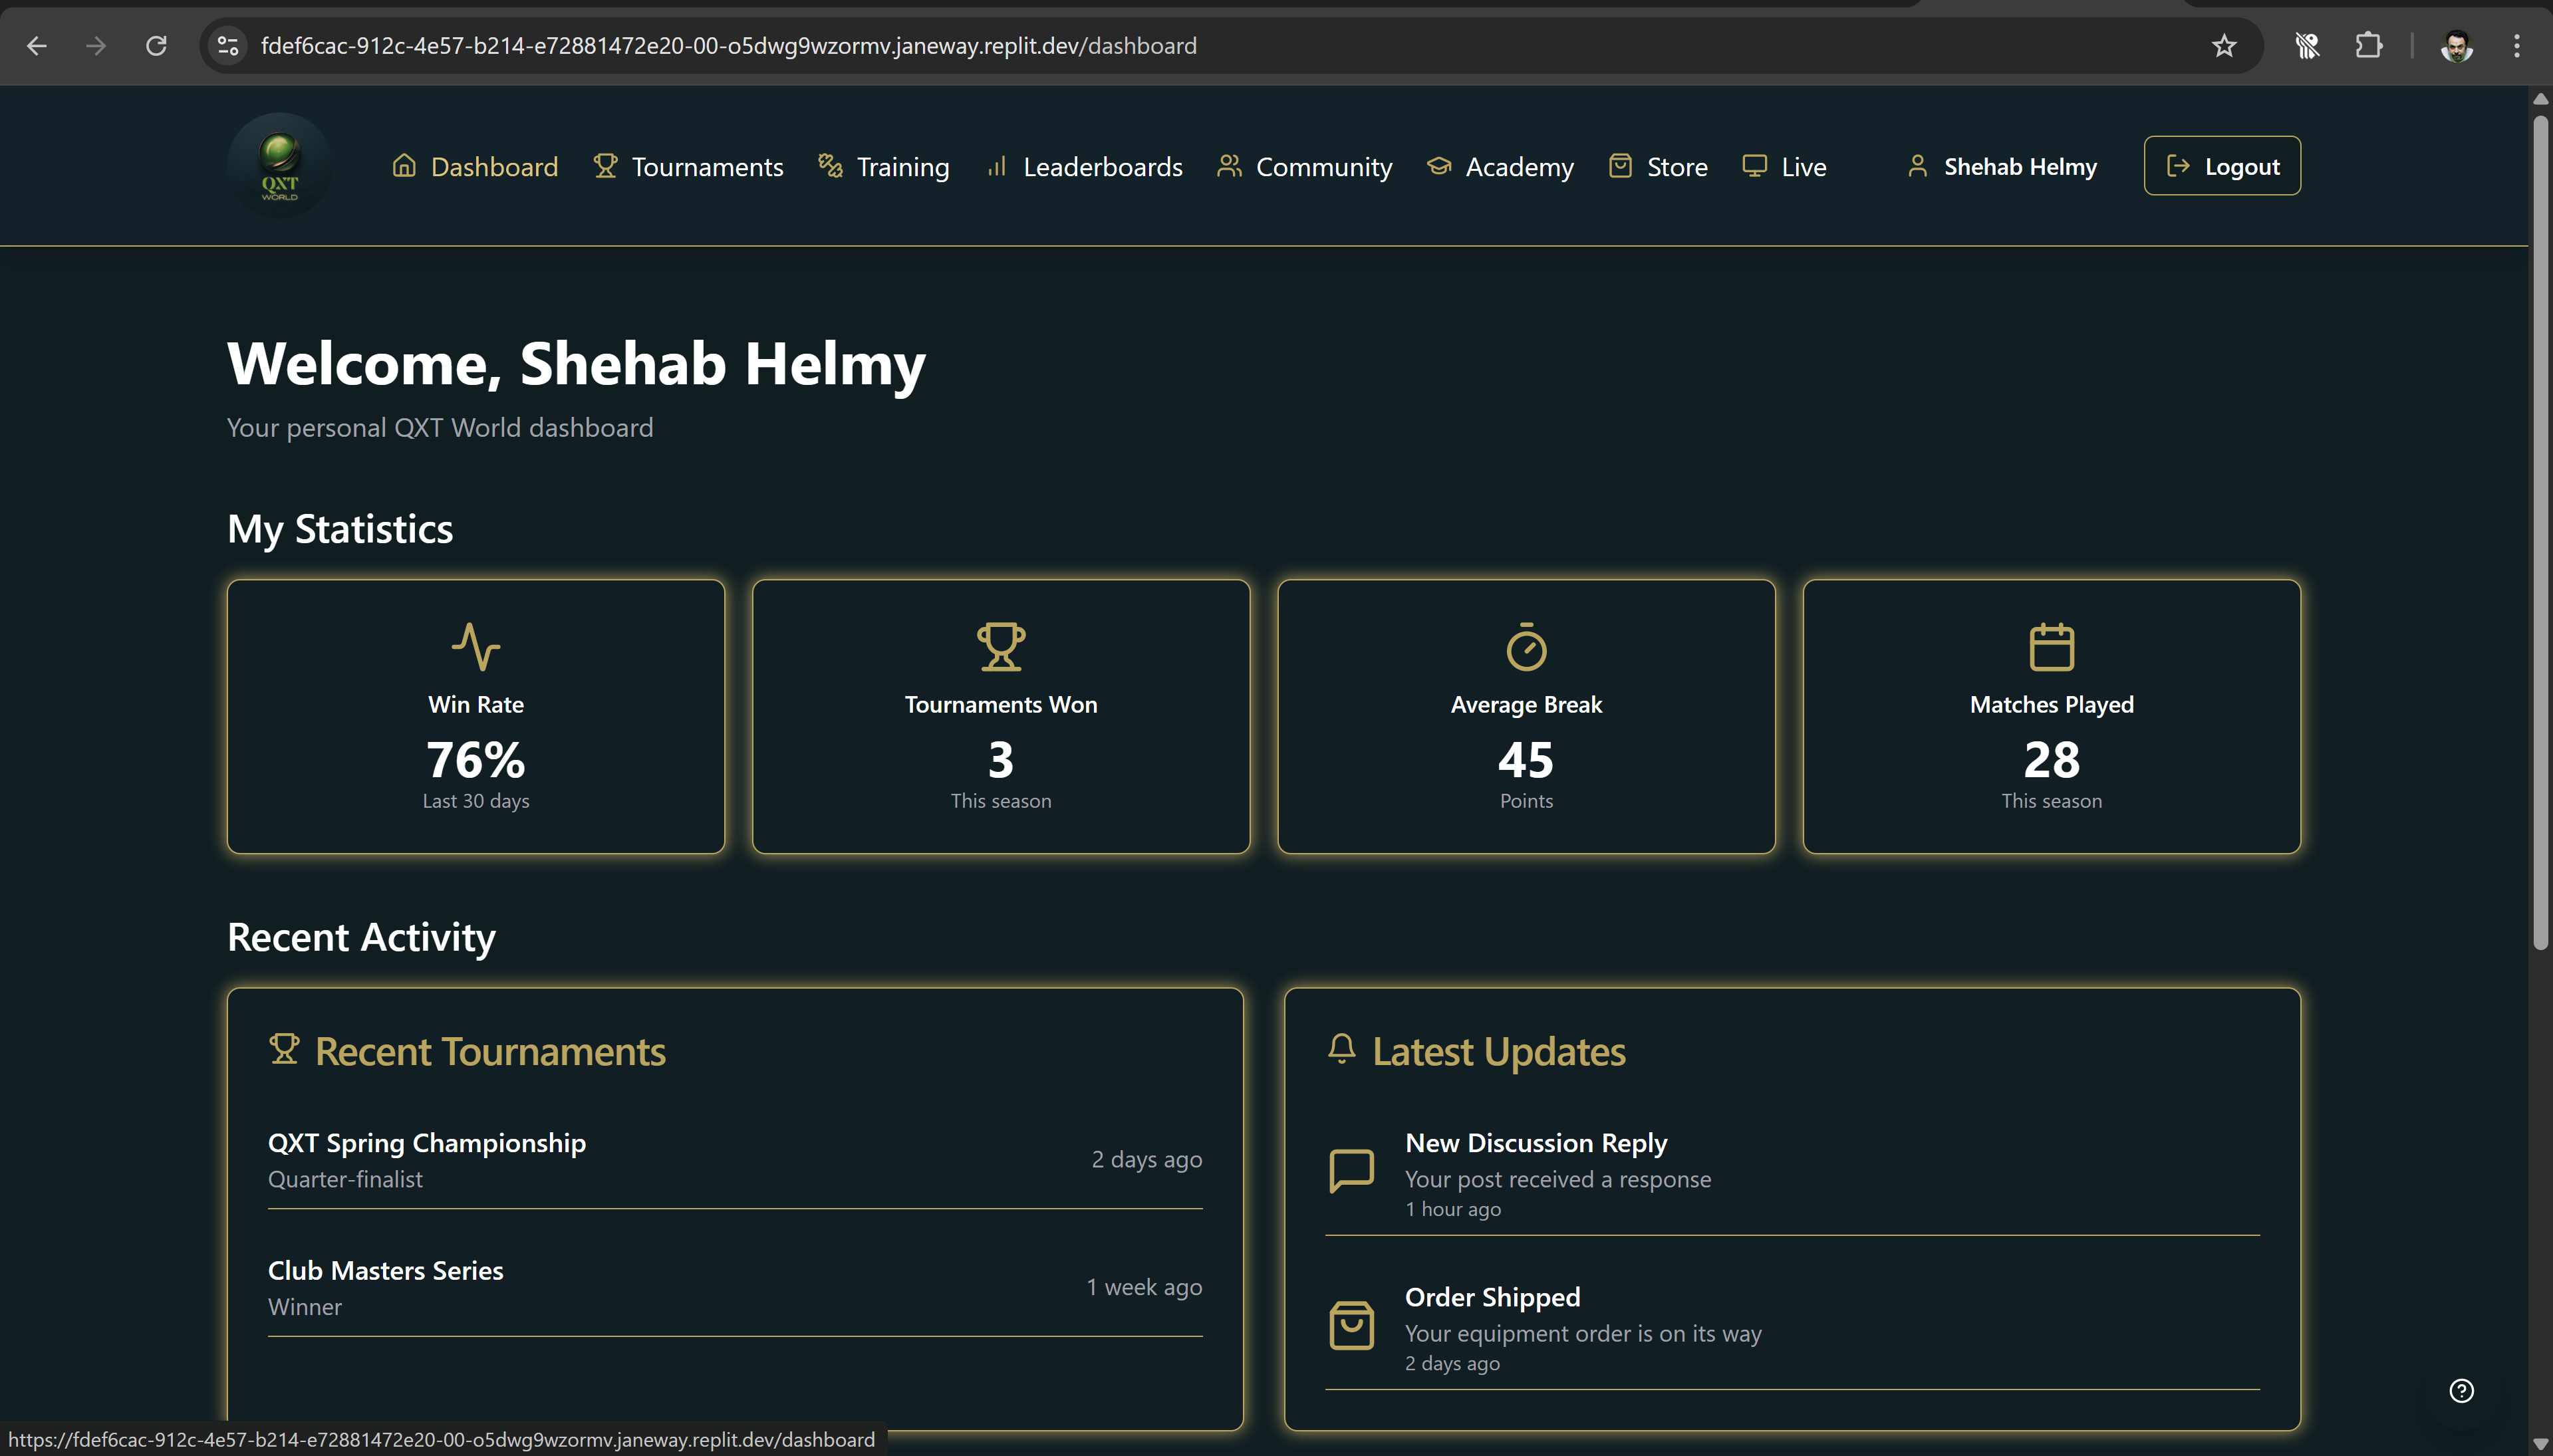 fdef6cac-912c-4e57-b214-e72881472e20-00-o5dwg9wzormv.janeway.replit.dev/dashboard
QXT
WORLD
Dashboard
Tournaments
Training
Leaderboards
Community
Academy
Store
Live
Shehab Helmy
Logout
Welcome, Shehab Helmy
Your personal QXT World dashboard
My Statistics
Win Rate
76%
Last 30 days
Tournaments Won
3
This season
Average Break
45
Points
Matches Played
28
This season
Recent Activity
Recent Tournaments
QXT Spring Championship
Quarter-finalist
2 days ago
Club Masters Series
Winner
1 week ago
Latest Updates
New Discussion Reply
Your post received a response
1 hour ago
Order Shipped
Your equipment order is on its way
2 days ago
https://fdef6cac-912c-4e57-b214-e72881472e20-00-o5dwg9wzormv.janeway.replit.dev/dashboard